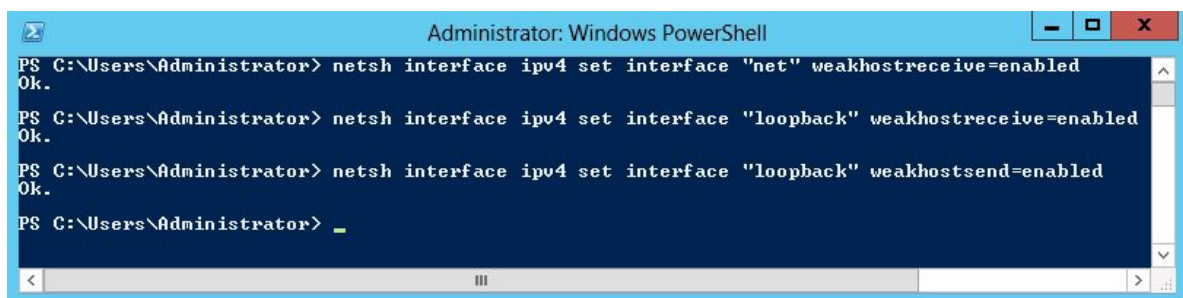 Administrator: Windows PowerShell
PS C:\Users\Administrator> netsh interface ipv4 set interface "net" weakhostreceive=enabled
Ok.
PS C:\Users\Administrator> netsh interface ipv4 set interface "loopback" weakhostreceive=enabled
Ok.
PS C:\Users\Administrator> netsh interface ipv4 set interface "loopback" weakhostsend=enabled
Ok.
PS C:\Users\Administrator>